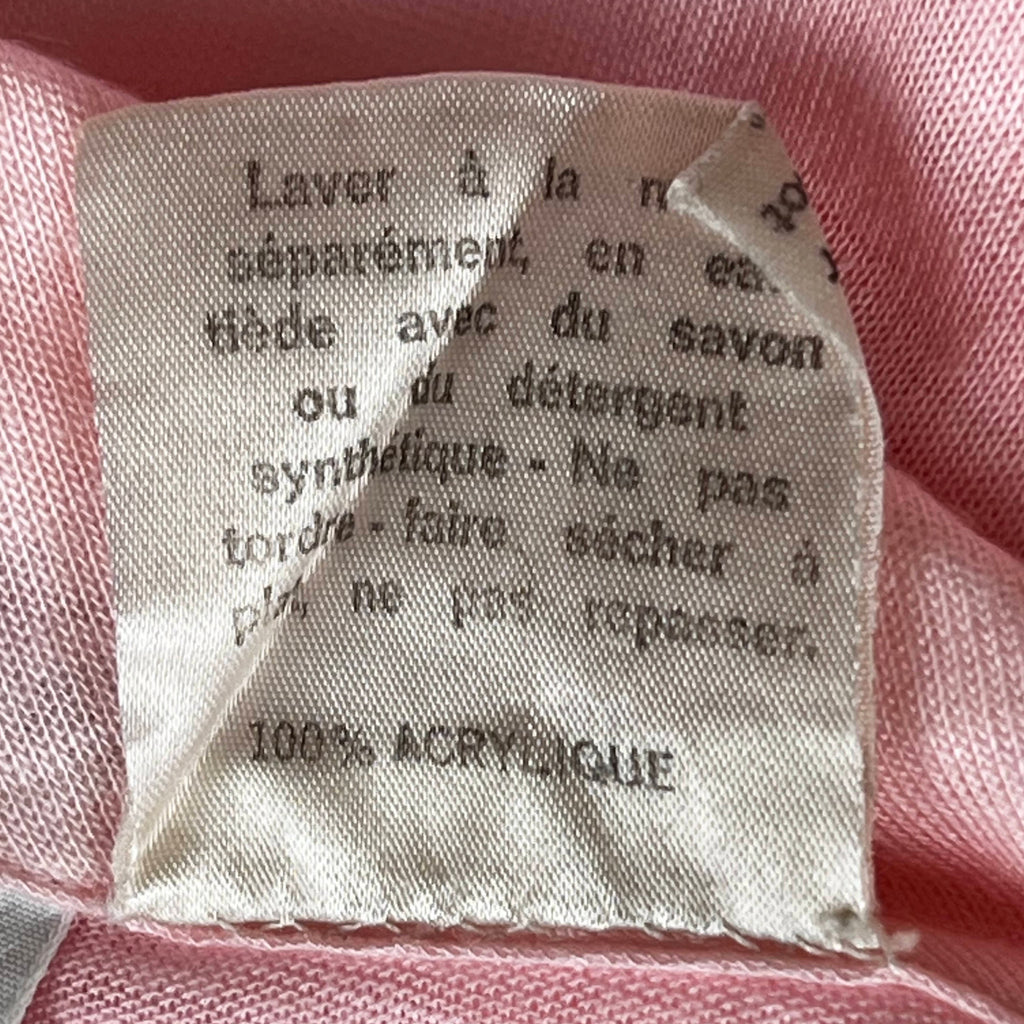 Laver à la
séparément, en
tiède avec du savon
ou du détergent
synthétique - Ne pas
tordre - faire sécher à
ne pas repasser.
100% ACRYLIQUE